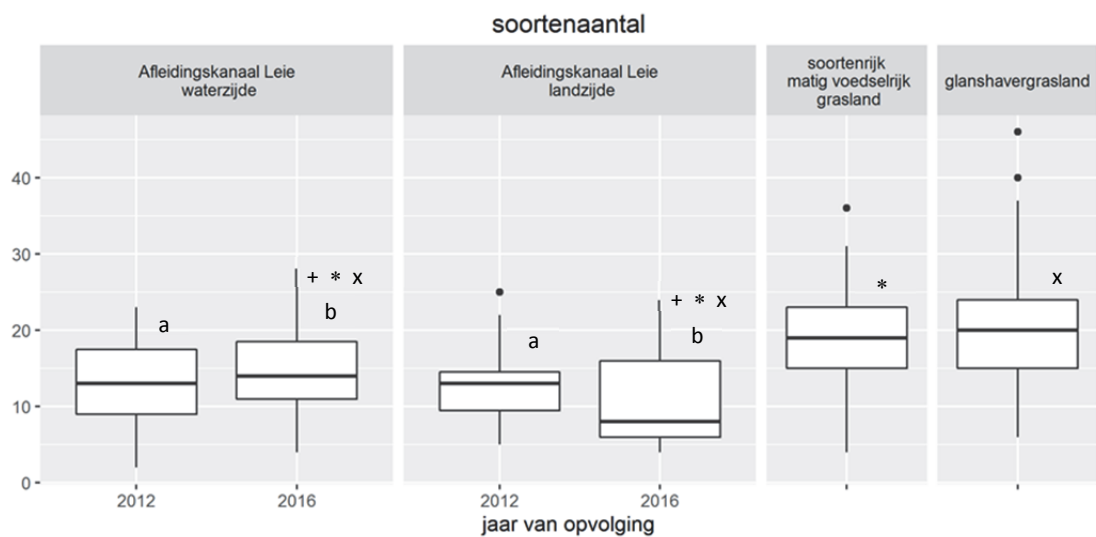 soortenaantal
Afleidingskanaal Leie
waterzijde
Afleidingskanaal Leie
landzijde
soortenrijk
matig voedselrijk
grasland
glanshavergrasland
40
30
20
10
0
a
+ * x
b
a
+ * x
b
*
x
2012
2016
2012
2016
jaar van opvolging